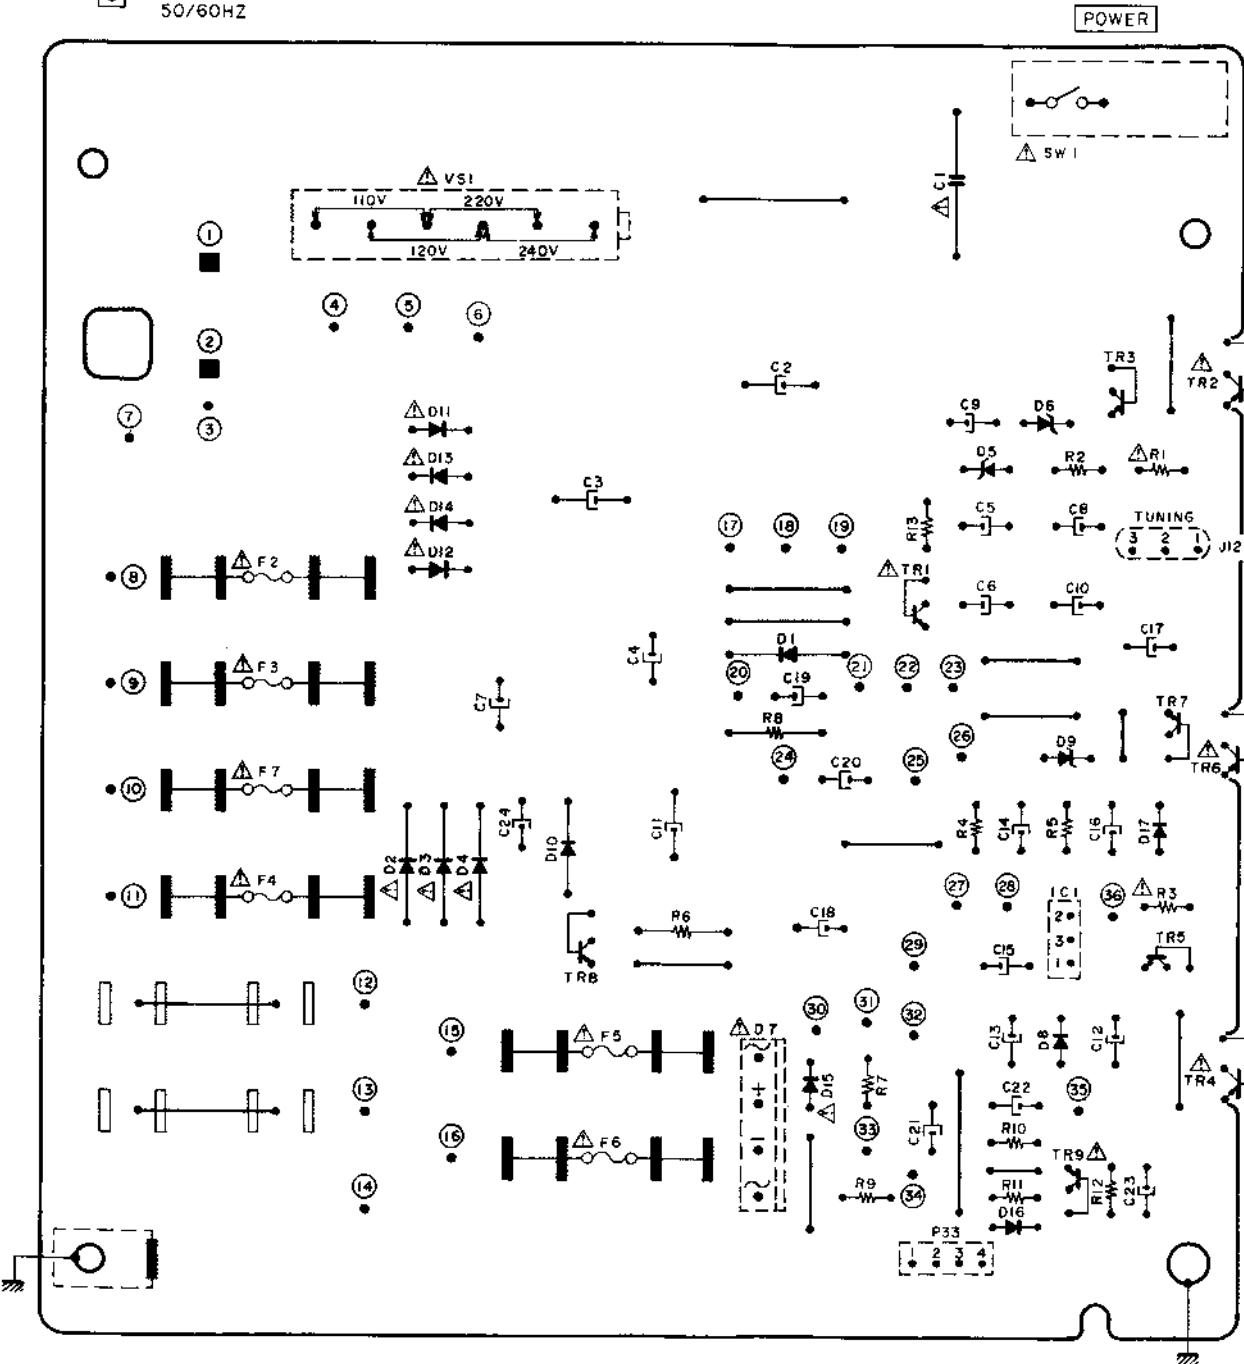 50/60HZ
POWER
⚠ SW1
⚠ VS1
110V 220V
120V 240V
⚠ C1
1
2
3
4 5 6
7
C2
TR3
⚠ TR2
⚠ D11
C9 D6
⚠ D13
D5 R2 ⚠ R1
C3
⚠ D14
17 18 19
R13
C5 C8
TUNING
3 2 1
J12
⚠ D12
8
⚠ F2
⚠ TR1
C6 C10
C17
9
⚠ F3
C4
D1
20
C19
21 22 23
C7
R8
TR7
26
D9
⚠ TR6
10
⚠ F7
24
C20
25
C24
D10
C11
R4 C14 R5 C16 D17
⚠ D2 ⚠ D3 ⚠ D4
11
⚠ F4
27 28
IC1
2
3
1
36
⚠ R3
R6
C18
TR5
TR8
29
C15
12
30 31 32
15
⚠ F5
⚠ D7
+
−
C13 D8 C12
⚠ TR4
⚠ D15
R7
C22
35
13
C21
R10
16
⚠ F6
33
TR9 ⚠
14
R9
34
R11
R12
C23
D16
P33
1 2 3 4